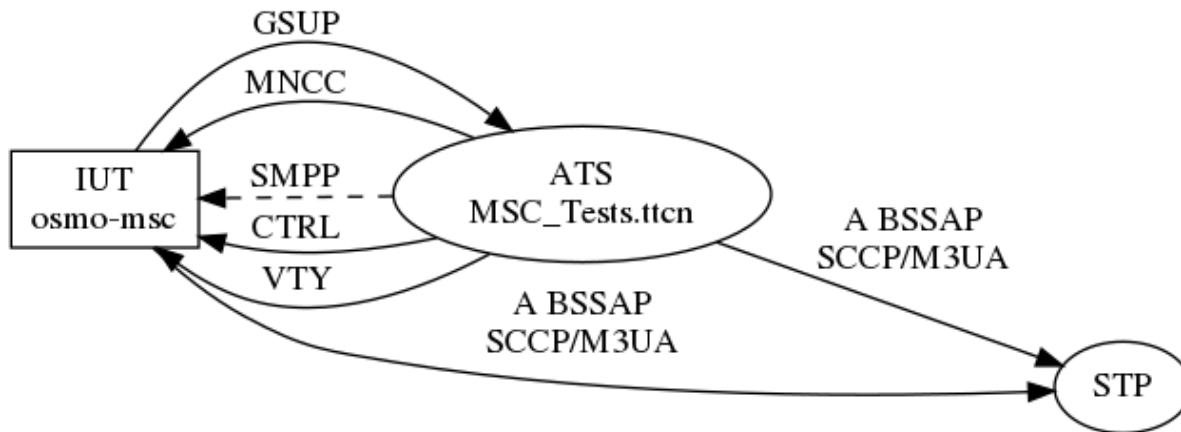 GSUP
MNCC
IUT
osmo-msc
SMPP
CTRL
VTY
ATS
MSC_Tests.ttcn
A BSSAP
SCCP/M3UA
A BSSAP
SCCP/M3UA
STP